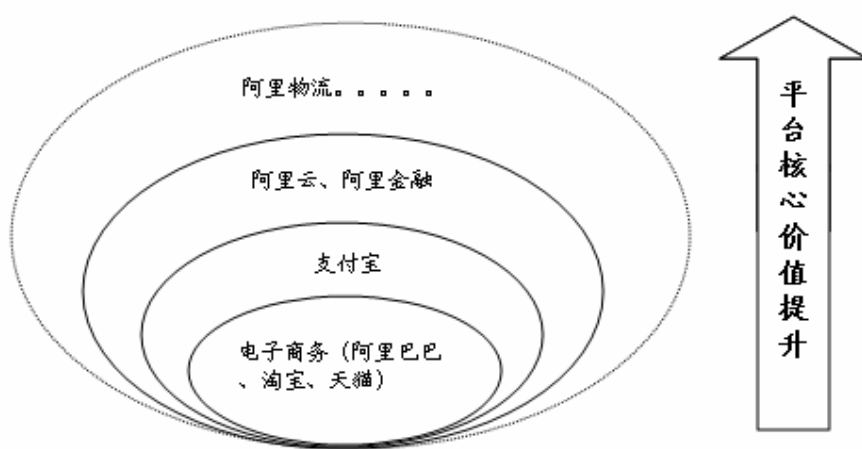 阿里物流。。。。。
阿里云、阿里金融
支付宝
电子商务（阿里巴巴
、淘宝、天猫）
平台核心价值提升